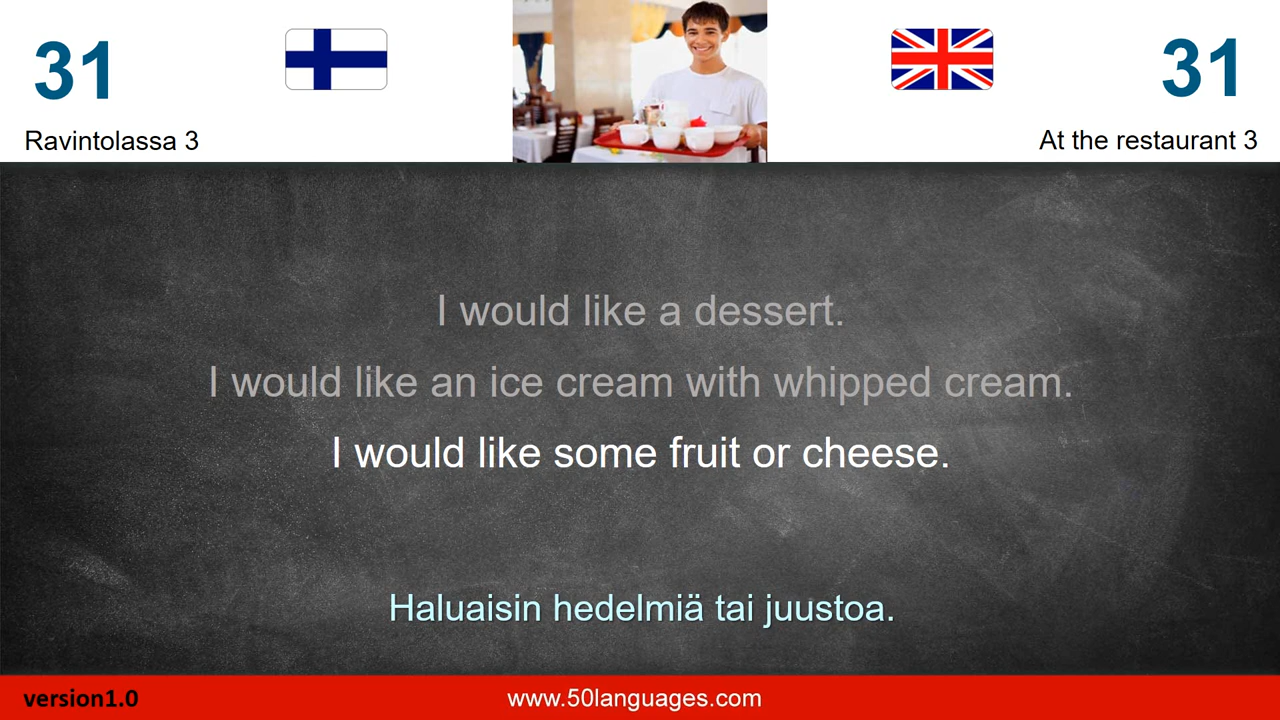 31
31
Ravintolassa 3
At the restaurant 3
I would like a dessert.
I would like an ice cream with whipped cream.
I would like some fruit or cheese.
Haluaisin hedelmiä tai juustoa.
version1.0
www.50languages.com